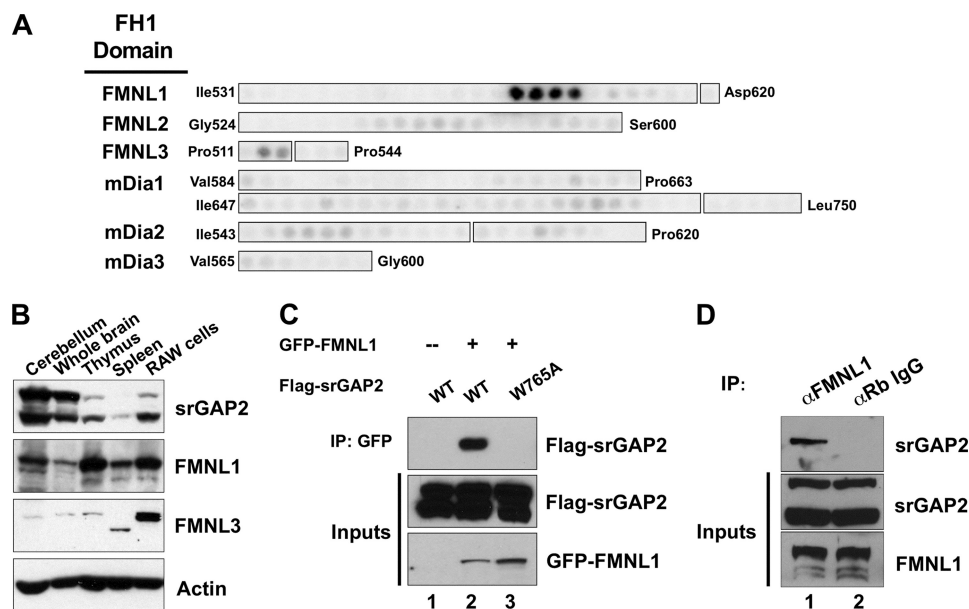 A
FH1
Domain
FMNL1 Ile531 Asp620
FMNL2 Gly524 Ser600
FMNL3 Pro511 Pro544
mDia1 Val584 Pro663
Ile647 Leu750
mDia2 Ile543 Pro620
mDia3 Val565 Gly600
B
Cerebellum
Whole brain
Thymus
Spleen
RAW cells
srGAP2
FMNL1
FMNL3
Actin
C
GFP-FMNL1 -- + +
Flag-srGAP2 WT WT W765A
IP: GFP Flag-srGAP2
Inputs
Flag-srGAP2
GFP-FMNL1
1 2 3
D
IP: αFMNL1 αRb IgG
srGAP2
Inputs
srGAP2
FMNL1
1 2